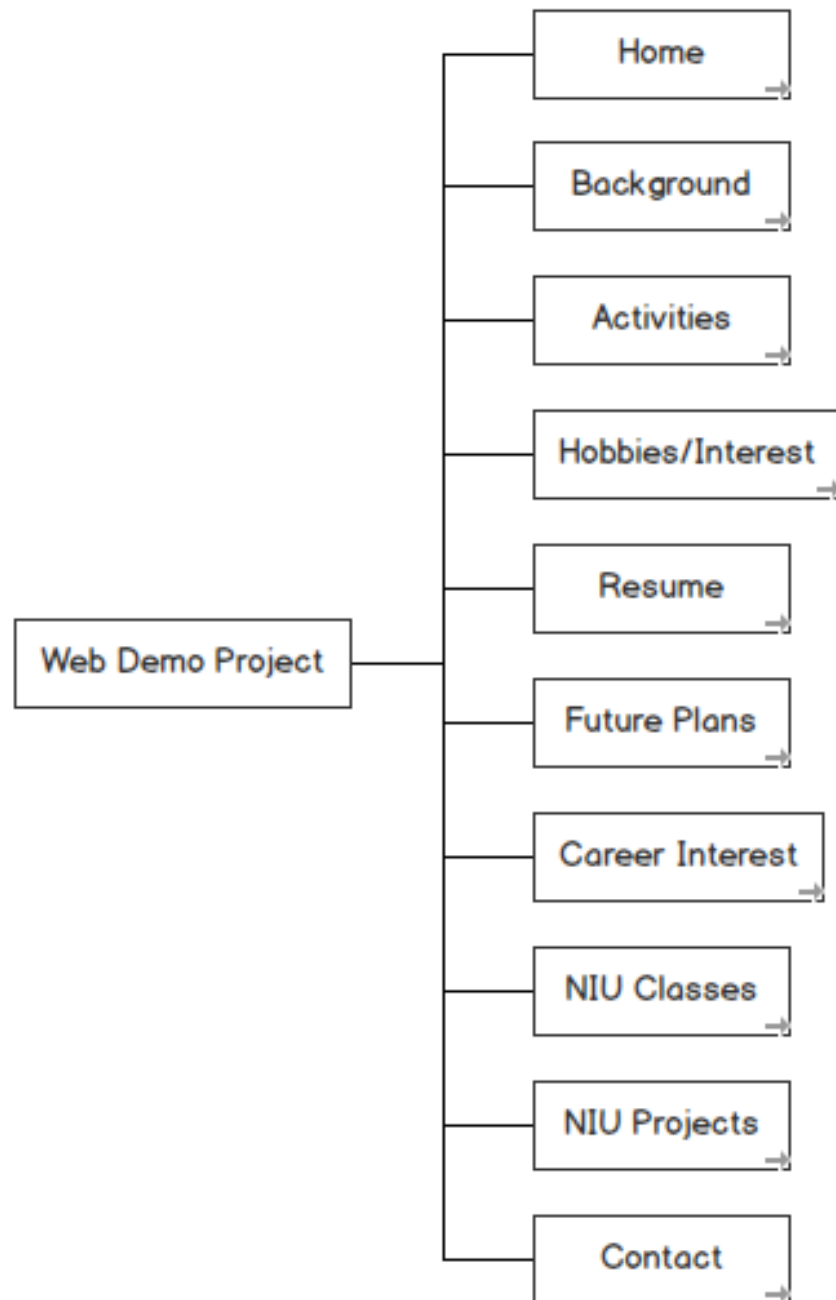 Home
Background
Activities
Hobbies/Interest
Resume
Web Demo Project
Future Plans
Career Interest
NIU Classes
NIU Projects
Contact